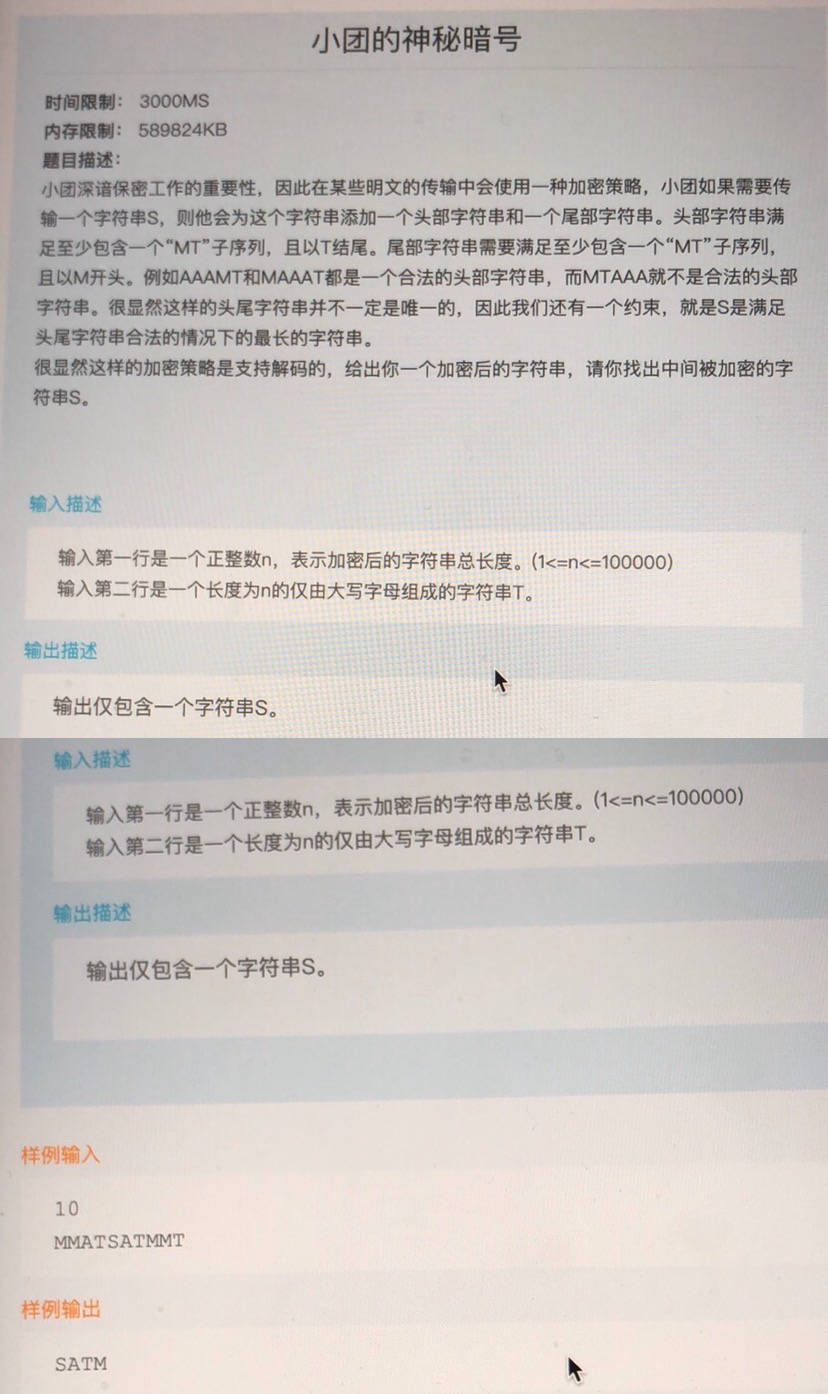 小团的神秘暗号
时间限制: 3000MS
内存限制: 589824KB
题目描述:
小团深谙保密工作的重要性，因此在某些明文的传输中会使用一种加密策略，小团如果需要传
输一个字符串S，则他会为这个字符串添加一个头部字符串和一个尾部字符串。头部字符串满
足至少包含一个“MT”子序列，且以T结尾。尾部字符串需要满足至少包含一个“MT”子序列，
且以M开头。例如AAAMT和MAAAT都是一个合法的头部字符串，而MTAAA就不是合法的头部
字符串。很显然这样的头尾字符串并不一定是唯一的，因此我们还有一个约束，就是S是满足
头尾字符串合法的情况下的最长的字符串。
很显然这样的加密策略是支持解码的，给出你一个加密后的字符串，请你找出中间被加密的字
符串S。
输入描述
输入第一行是一个正整数n，表示加密后的字符串总长度。(1<=n<=100000)
输入第二行是一个长度为n的仅由大写字母组成的字符串T。
输出描述
输出仅包含一个字符串S。
输入描述
输入第一行是一个正整数n，表示加密后的字符串总长度。(1<=n<=100000)
输入第二行是一个长度为n的仅由大写字母组成的字符串T。
输出描述
输出仅包含一个字符串S。
样例输入
10
MMATSATMMT
样例输出
SATM